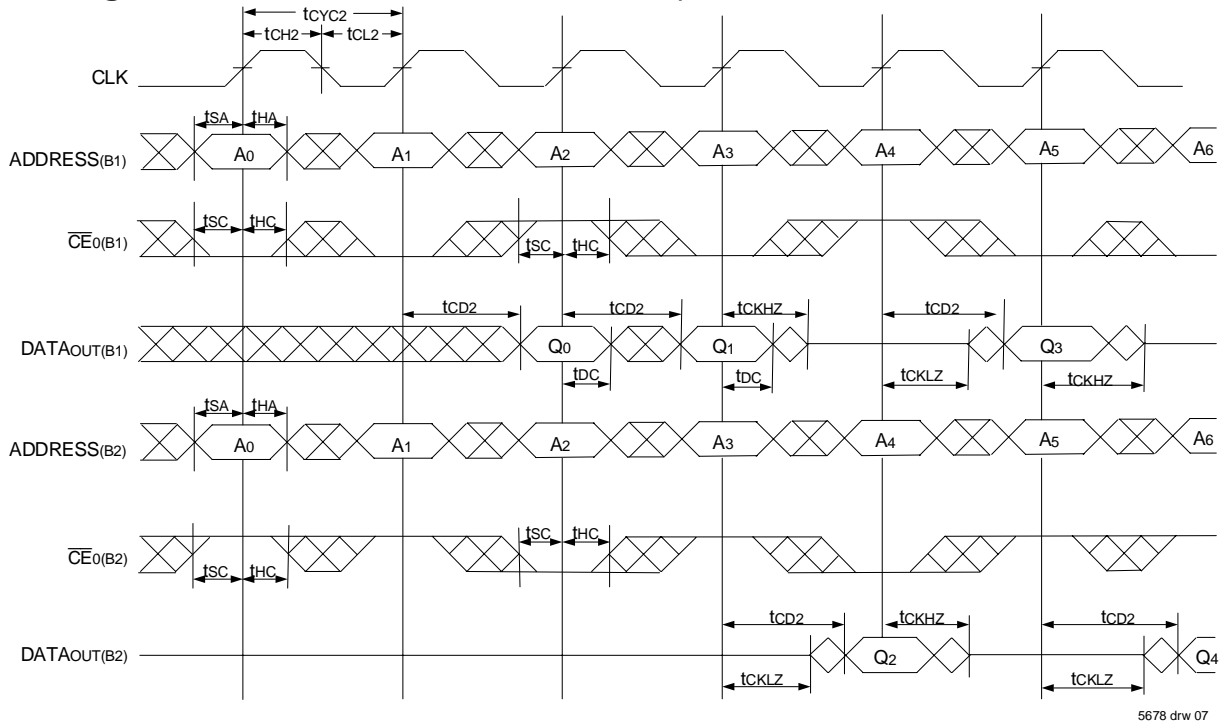 tCYC2
tCH2 tCL2
CLK
tSA tHA
ADDRESS(B1) A0 A1 A2 A3 A4 A5 A6
tSC tHC
CE0(B1)
tSC tHC
tCD2 tCD2 tCKHZ tCD2
DATAOUT(B1) Q0 Q1 Q3
tDC tDC tCKLZ tCKHZ
tSA tHA
ADDRESS(B2) A0 A1 A2 A3 A4 A5 A6
tSC tHC
CE0(B2)
tSC tHC
tCD2 tCKHZ tCD2
DATAOUT(B2) Q2 Q4
tCKLZ tCKLZ
5678 drw 07